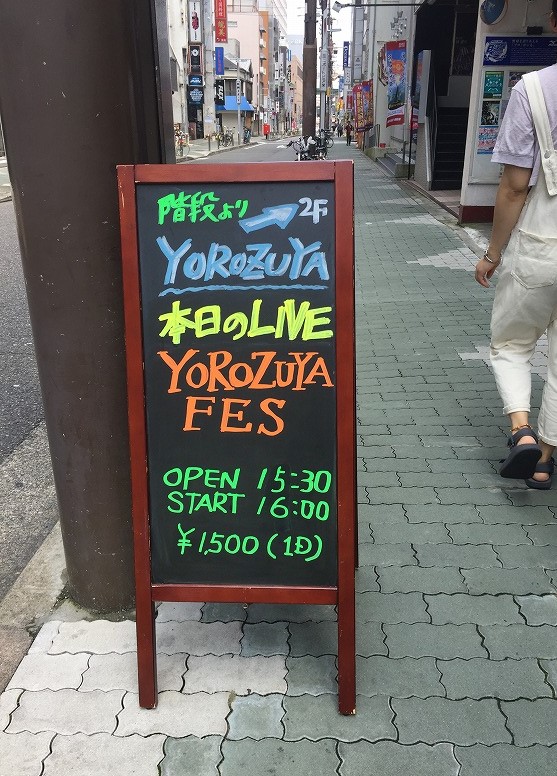 階段より 2F
YOROZUYA
本日のLIVE
YOROZUYA
FES
OPEN 15:30
START 16:00
¥1,500(1D)